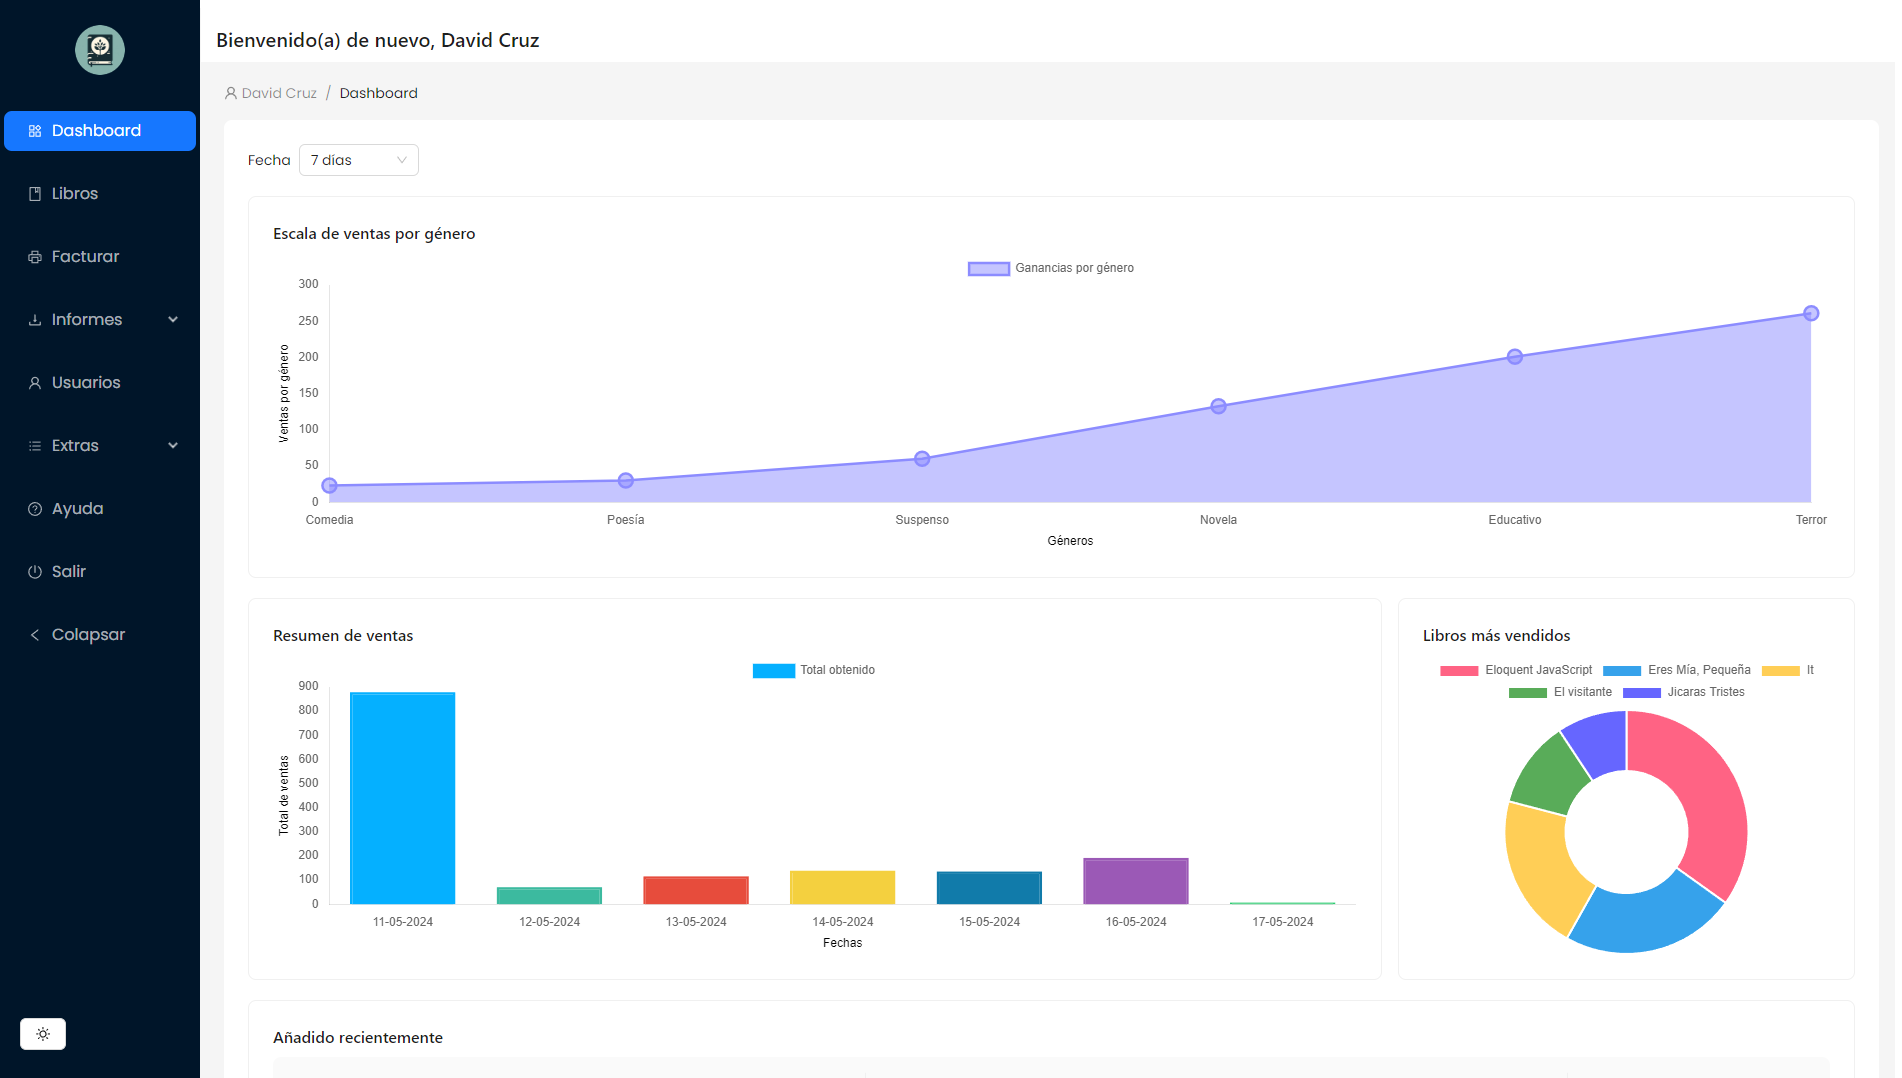 Bienvenido(a) de nuevo, David Cruz
David Cruz / Dashboard
Dashboard
Libros
Facturar
Informes
Usuarios
Extras
Ayuda
Salir
Colapsar
Fecha 7 días
Escala de ventas por género
Ganancias por género
300
250
200
150
100
50
0
Ventas por género
Comedia Poesía Suspenso Novela Educativo Terror
Géneros
Resumen de ventas
Total obtenido
900
800
700
600
500
400
300
200
100
0
Total de ventas
11-05-2024 12-05-2024 13-05-2024 14-05-2024 15-05-2024 16-05-2024 17-05-2024
Fechas
Libros más vendidos
Eloquent JavaScript Eres Mía, Pequeña It
El visitante Jicaras Tristes
Añadido recientemente